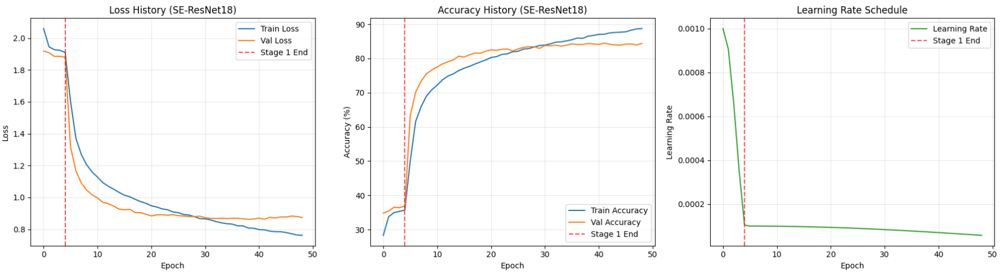 Loss History (SE-ResNet18)
2.0
1.8
1.6
1.4
1.2
1.0
0.8
Loss
0 10 20 30 40 50
Epoch
Train Loss
Val Loss
Stage 1 End
Accuracy History (SE-ResNet18)
90
80
70
60
50
40
30
Accuracy (%)
0 10 20 30 40 50
Epoch
Train Accuracy
Val Accuracy
Stage 1 End
Learning Rate Schedule
0.0010
0.0008
0.0006
0.0004
0.0002
Learning Rate
0 10 20 30 40 50
Epoch
Learning Rate
Stage 1 End